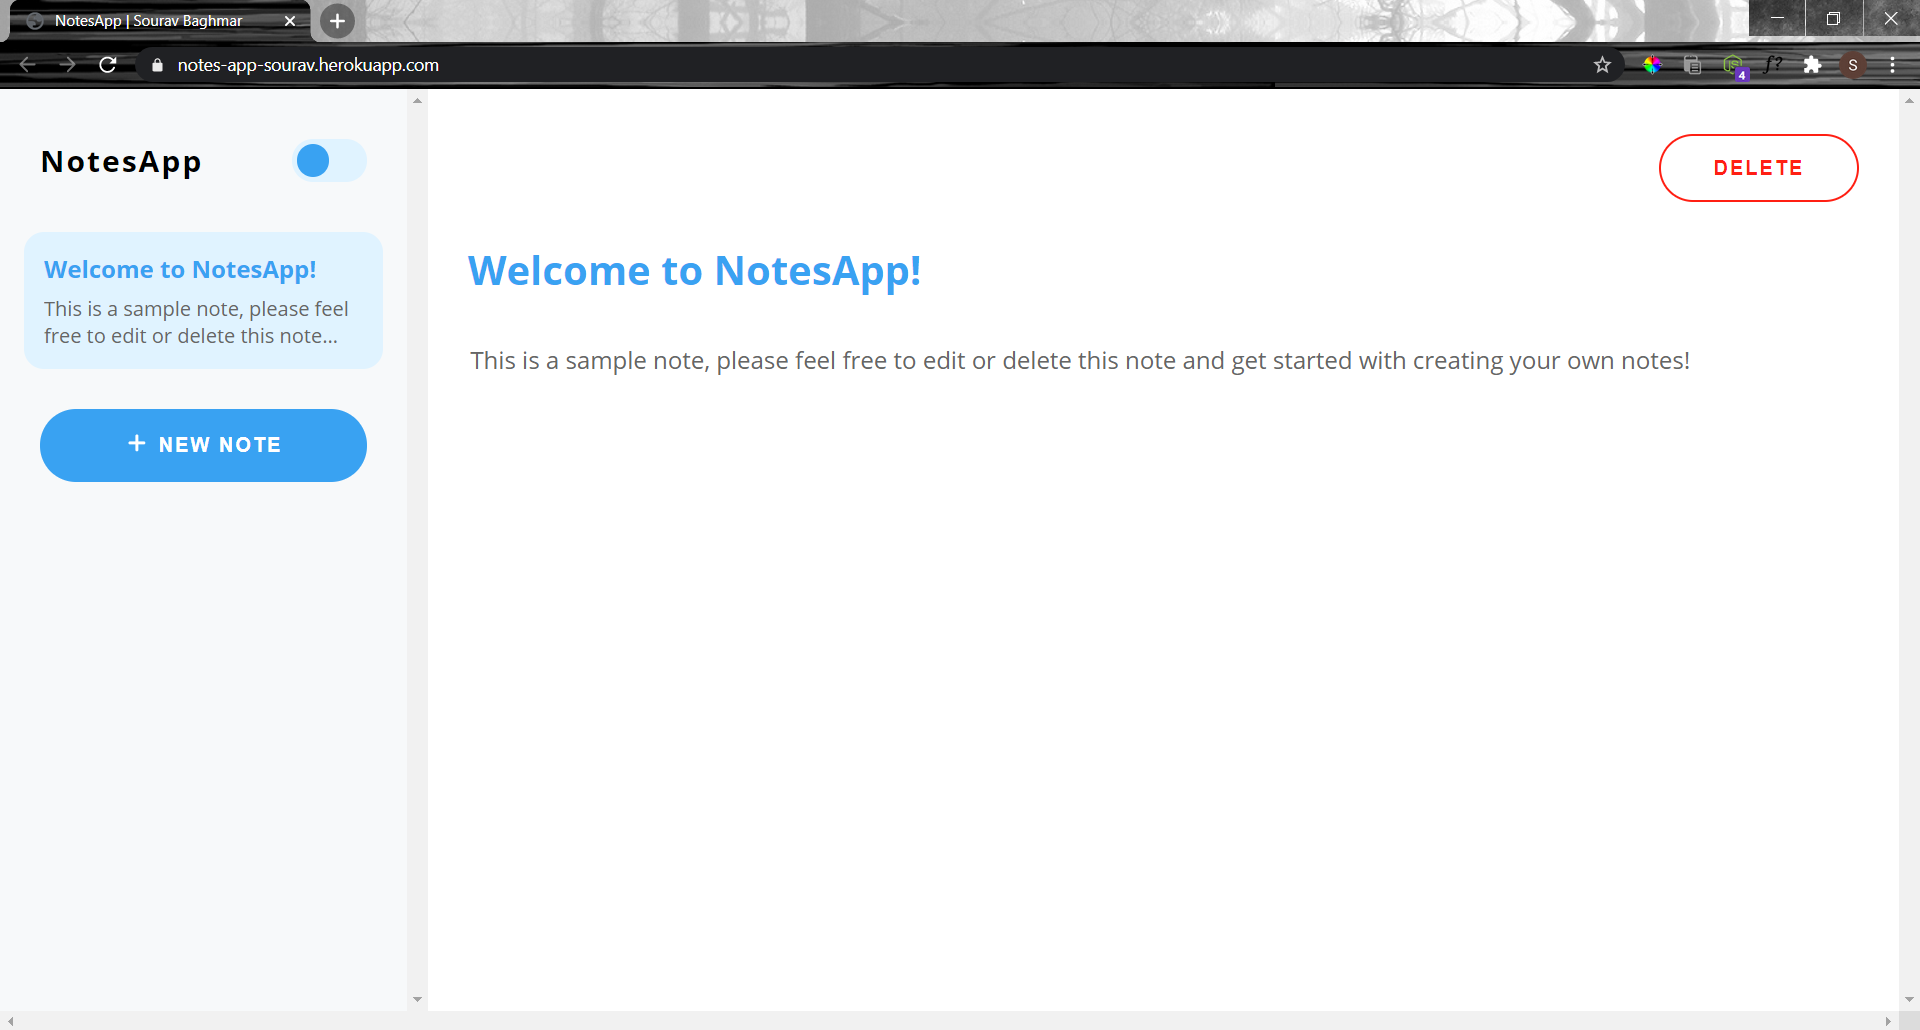 NotesApp | Sourav Baghmar
notes-app-sourav.herokuapp.com
4
f?
S
NotesApp
DELETE
Welcome to NotesApp!
This is a sample note, please feel
free to edit or delete this note...
+ NEW NOTE
Welcome to NotesApp!
This is a sample note, please feel free to edit or delete this note and get started with creating your own notes!